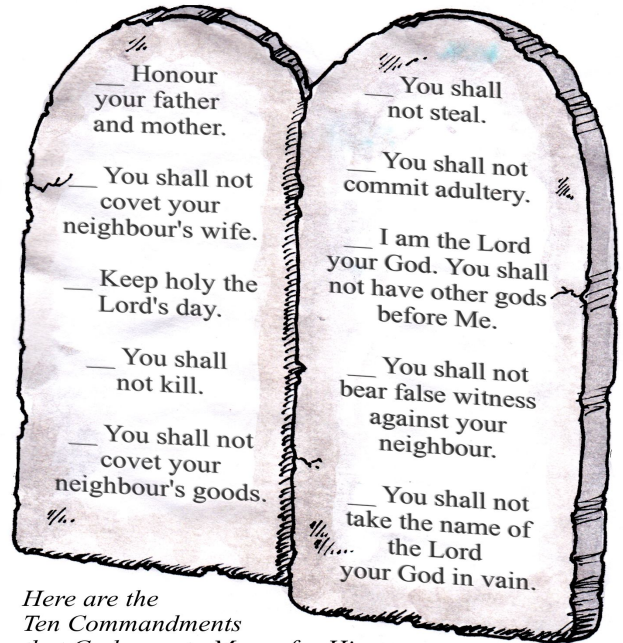 __ Honour
your father
and mother.
__ You shall not
covet your
neighbour's wife.
__ Keep holy the
Lord's day.
__ You shall
not kill.
__ You shall not
covet your
neighbour's goods.
__ You shall
not steal.
__ You shall not
commit adultery.
__ I am the Lord
your God. You shall
not have other gods
before Me.
__ You shall not
bear false witness
against your
neighbour.
__ You shall not
take the name of
the Lord
your God in vain.
Here are the
Ten Commandments